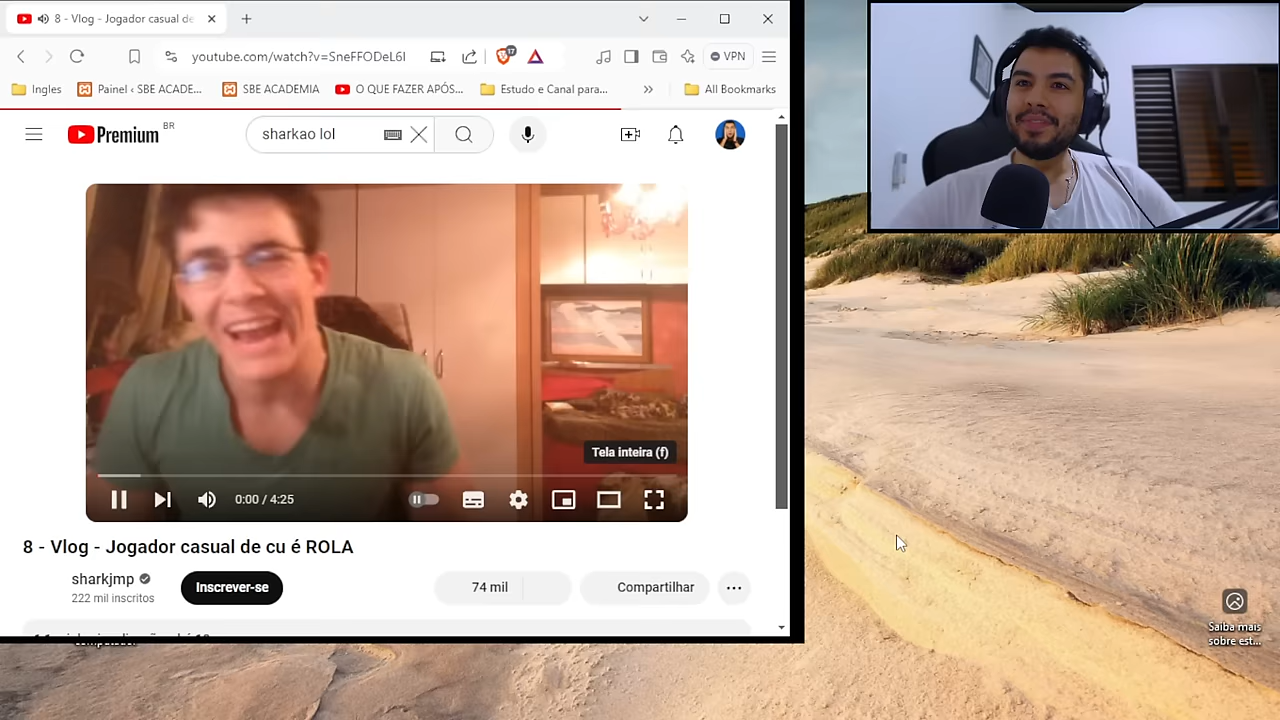 8 - Vlog - Jogador casual de
youtube.com/watch?v=SneFFODeL6I
17
VPN
Ingles
Painel ‹ SBE ACADE...
SBE ACADEMIA
O QUE FAZER APÓS...
Estudo e Canal para...
»
All Bookmarks
Premium BR
sharkao lol
Tela inteira (f)
0:00 / 4:25
8 - Vlog - Jogador casual de cu é ROLA
sharkjmp
222 mil inscritos
Inscrever-se
74 mil
Compartilhar
Saiba mais
sobre est...